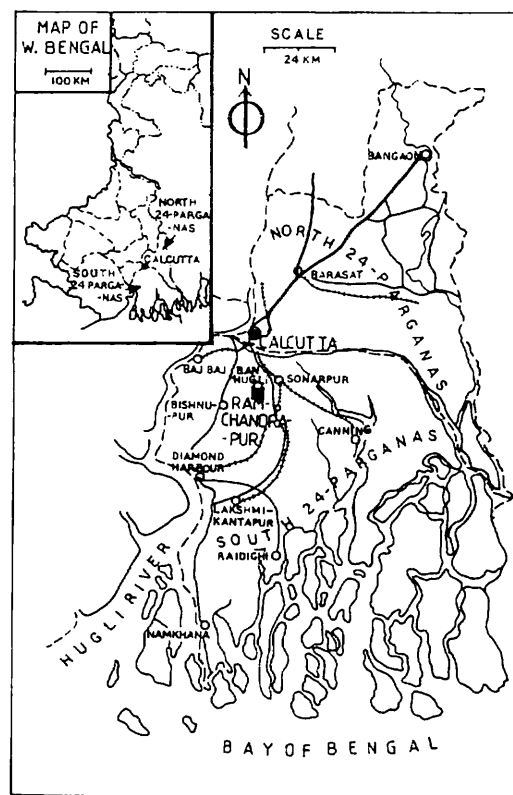 MAP OF
W. BENGAL
100 KM
NORTH
24-PARGA
-NAS
CALCUTTA
SOUTH
24 PARGA
-NAS
SCALE
24 KM
N
BANGAON
NORTH 24-PARGANAS
BARASAT
CALCUTTA
BAJ BAJ
BAN
HUGLI
SONARPUR
BISHNU-
PUR
RAM-
CHANDRA-
-PUR
CANNING
DIAMOND
HARBOUR
LAKSHMI-
KANTAPUR
SOUTH 24-PARGANAS
RAIDIGHI
NAMKHANA
HUGLI RIVER
BAY OF BENGAL